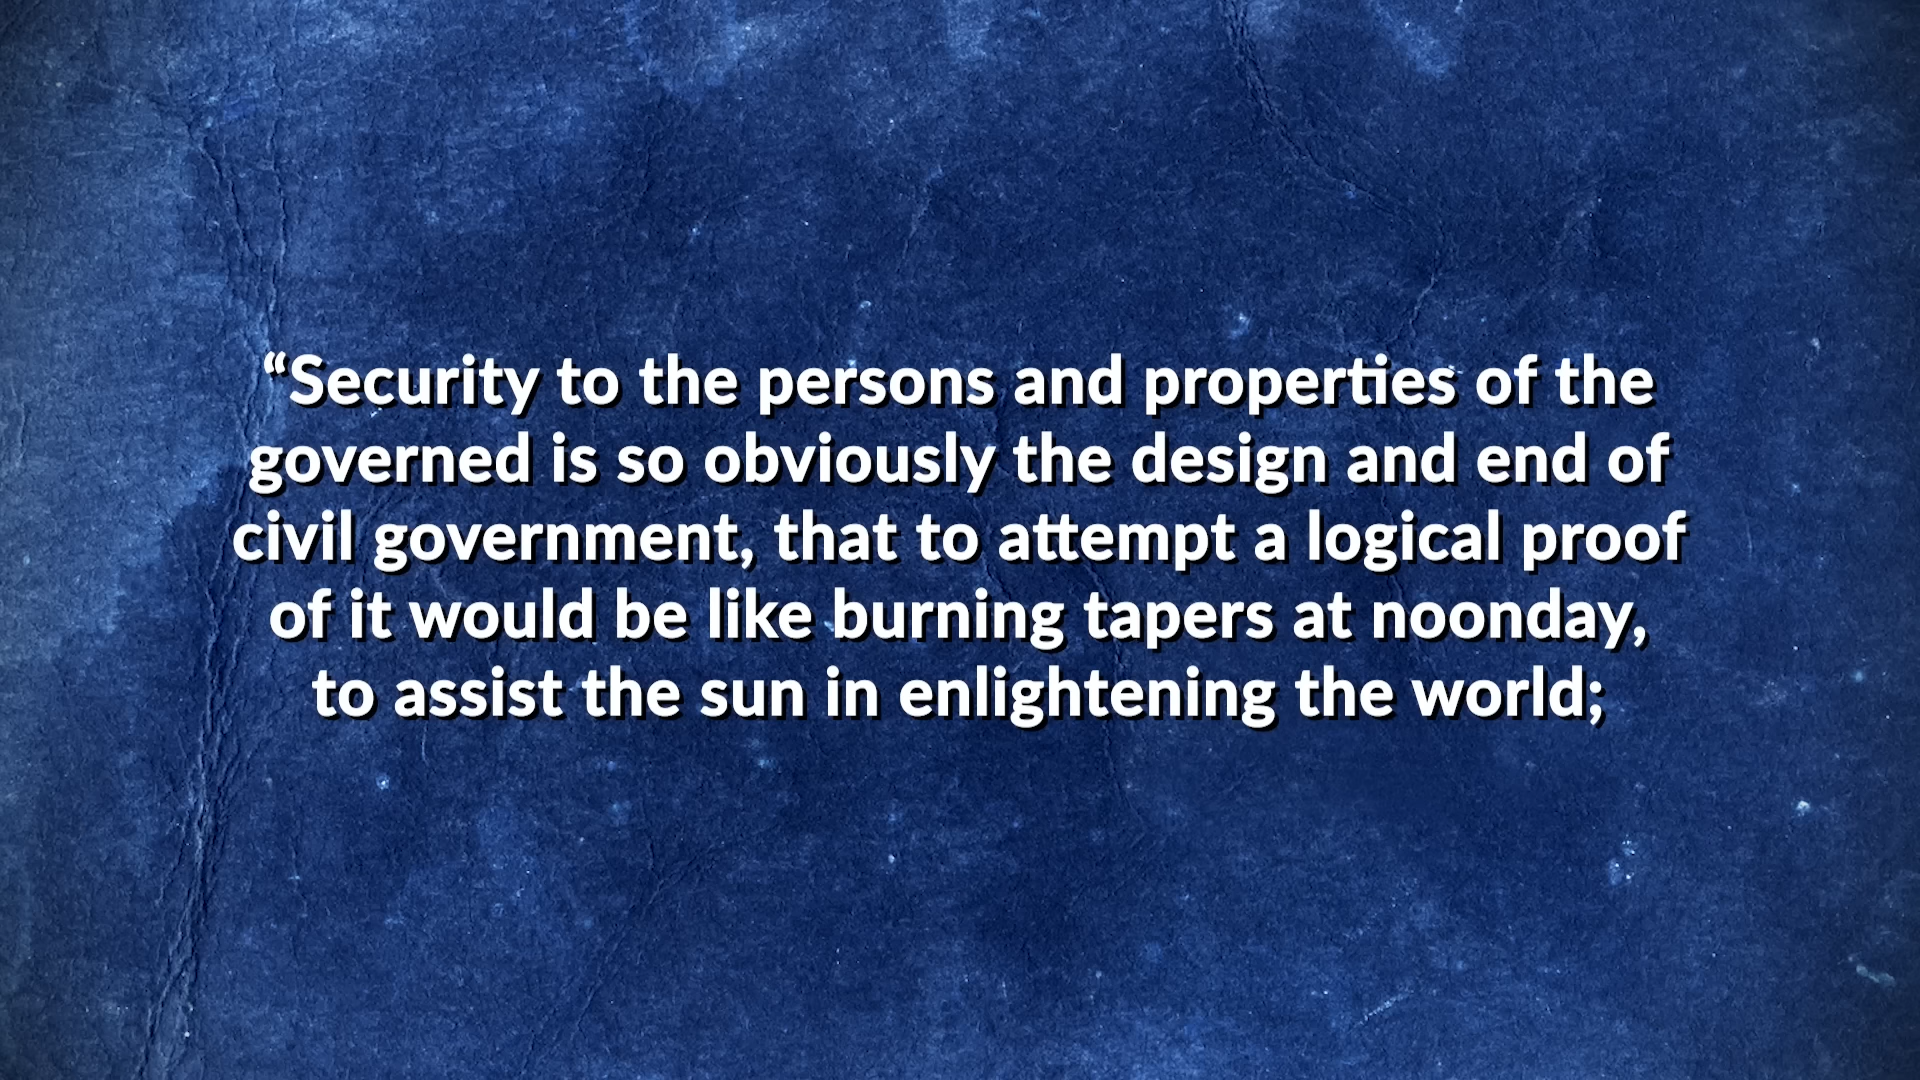 “Security to the persons and properties of the
governed is so obviously the design and end of
civil government, that to attempt a logical proof
of it would be like burning tapers at noonday,
to assist the sun in enlightening the world;